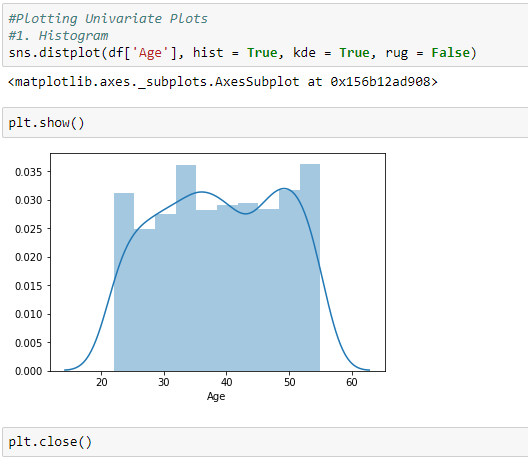 #Plotting Univariate Plots
#1. Histogram
sns.distplot(df['Age'], hist = True, kde = True, rug = False)
<matplotlib.axes._subplots.AxesSubplot at 0x156b12ad908>
plt.show()
0.035
0.030
0.025
0.020
0.015
0.010
0.005
0.000
20 30 40 50 60
Age
plt.close()